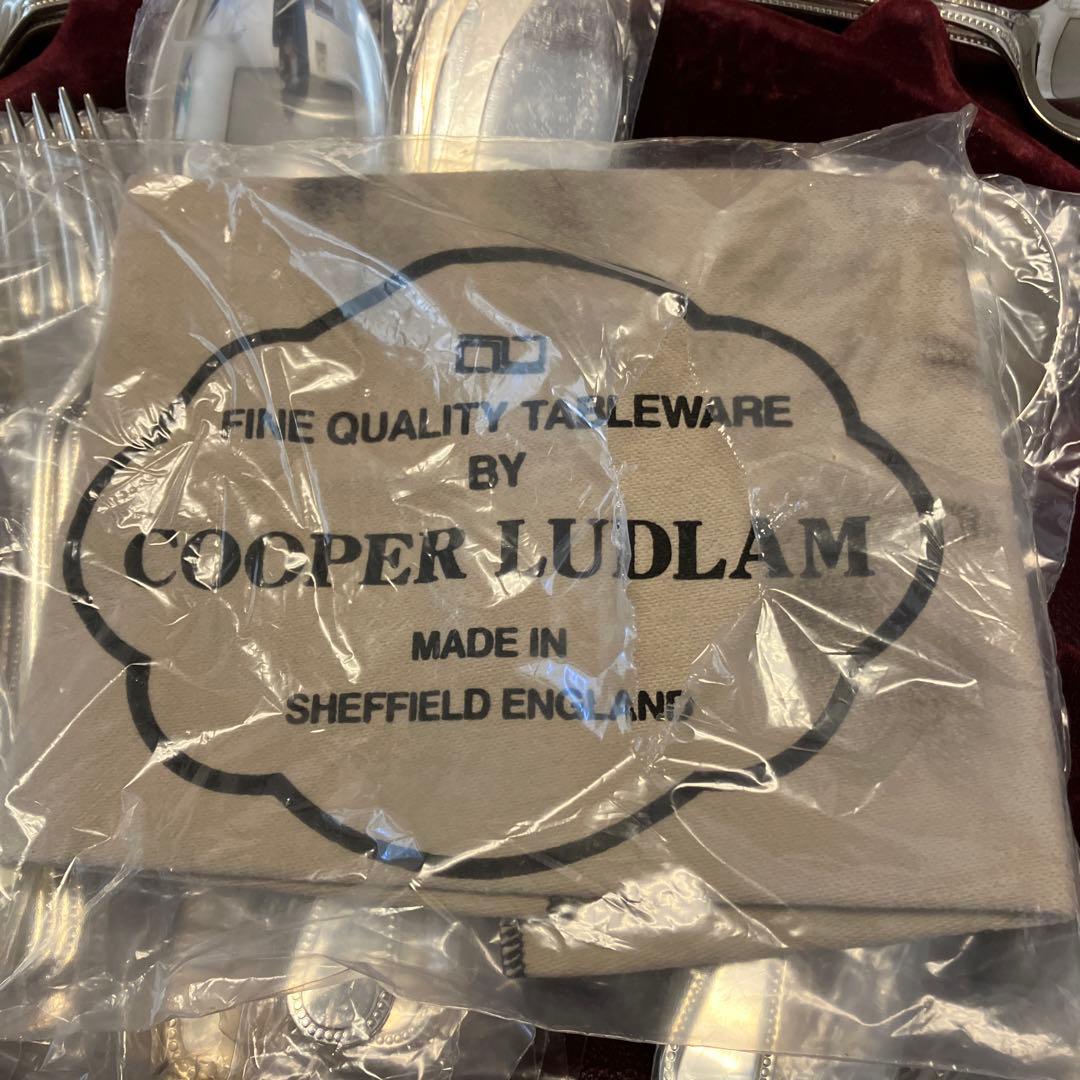 FINE QUALITY TABLEWARE
BY
COOPER LUDLAM
MADE IN
SHEFFIELD ENGLAND